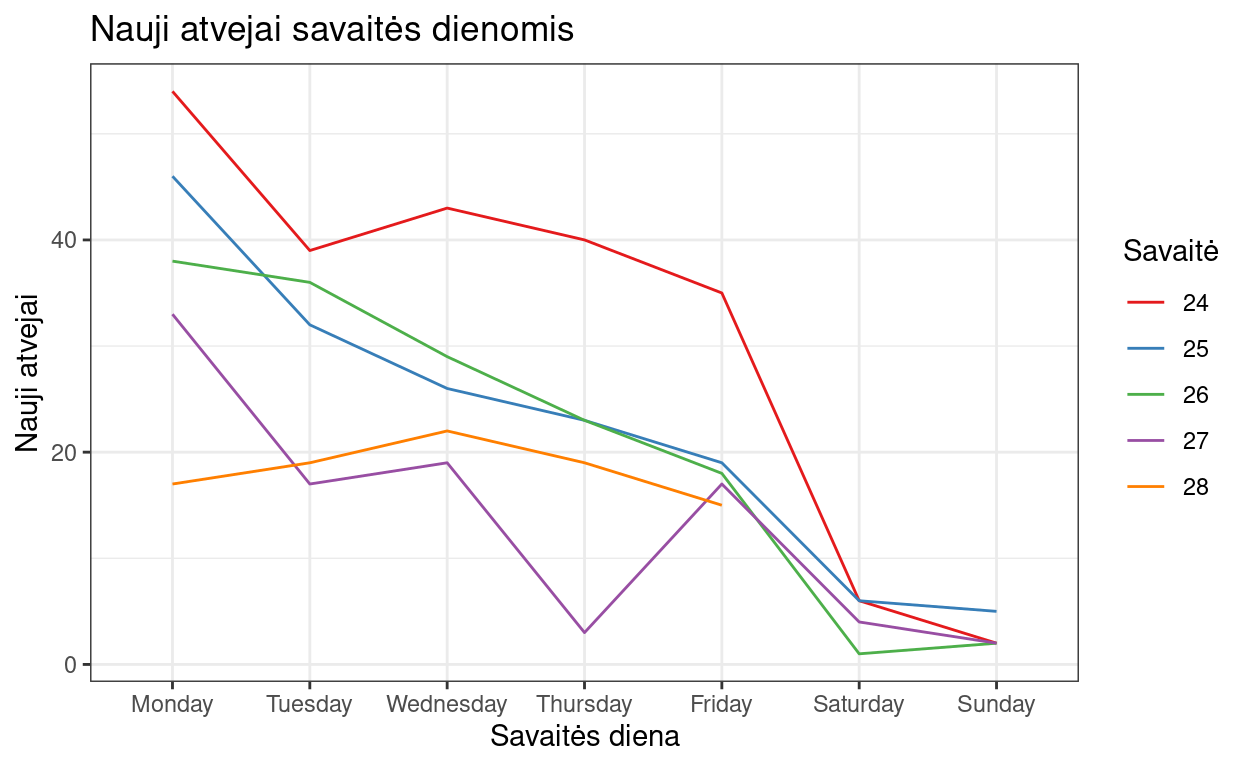 Nauji atvejai savaitės dienomis
Nauji atvejai
40
20
0
Monday Tuesday Wednesday Thursday Friday Saturday Sunday
Savaitės diena
Savaitė
24
25
26
27
28